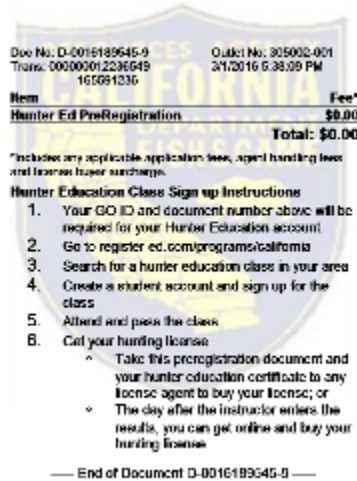 Doc No: D-0016189545-9 Outlet No: 305002-001
Trans: 000000012236549 3/1/2016 5:38:09 PM
165591236
Item Fee*
Hunter Ed PreRegistration $0.00
Total: $0.00
*Includes any applicable application fees, agent handling fees
and license buyer surcharge.
Hunter Education Class Sign up Instructions
1. Your GO ID and document number above will be
required for your Hunter Education account
2. Go to register-ed.com/programs/california
3. Search for a hunter education class in your area
4. Create a student account and sign up for the
class
5. Attend and pass the class
6. Get your hunting license
Take this preregistration document and
your hunter education certificate to any
license agent to buy your license; or
The day after the instructor enters the
results, you can get online and buy your
hunting license
CALIFORNIA
DEPARTMENT
FISH & GAME
---- End of Document D-0016189545-9 ----